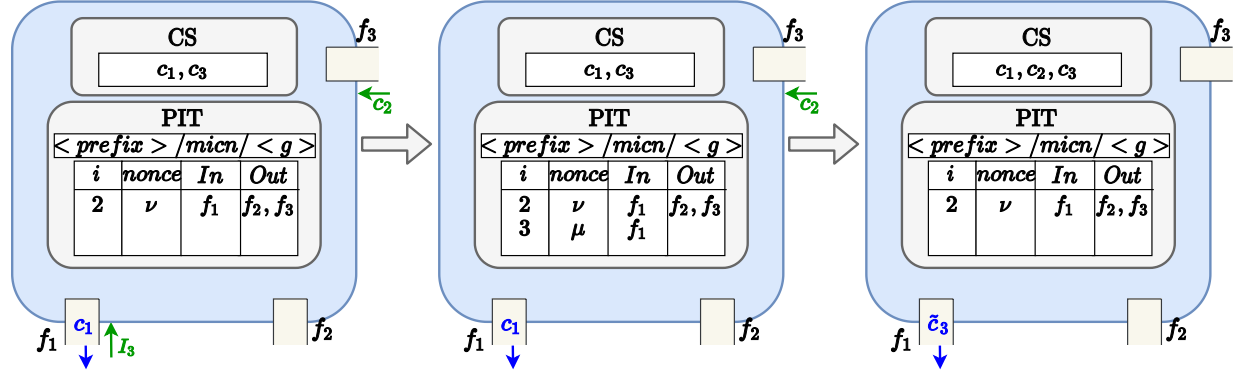 CS
c₁, c₃
f₃
c₂
PIT
< prefix > /micn/ < g >
i nonce In Out
2 ν f₁ f₂, f₃
f₁ c₁ I₃ f₂
CS
c₁, c₃
f₃
c₂
PIT
< prefix > /micn/ < g >
i nonce In Out
2 ν f₁ f₂, f₃
3 μ f₁
f₁ c₁ f₂
CS
c₁, c₂, c₃
f₃
PIT
< prefix > /micn/ < g >
i nonce In Out
2 ν f₁ f₂, f₃
f₁ c̃₃ f₂